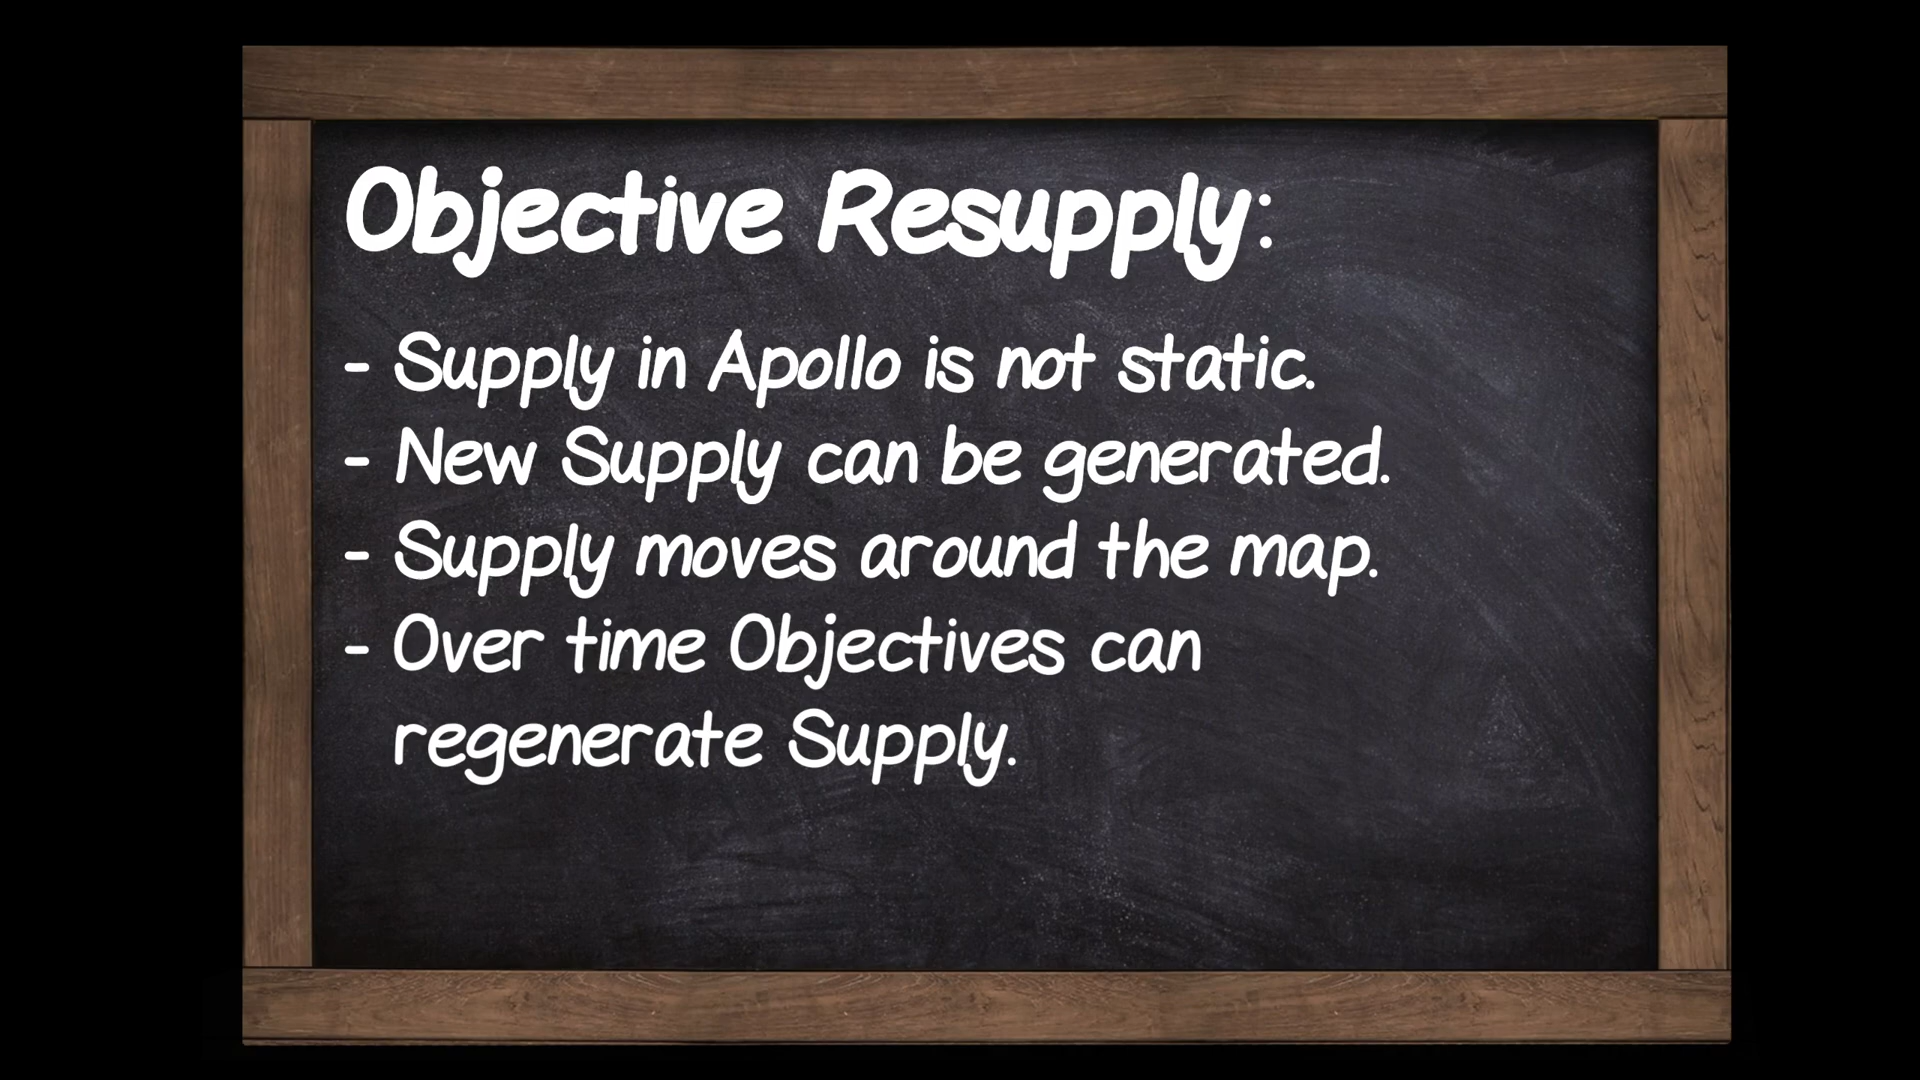 Objective Resupply:
- Supply in Apollo is not static.
- New Supply can be generated.
- Supply moves around the map.
- Over time Objectives can
regenerate Supply.